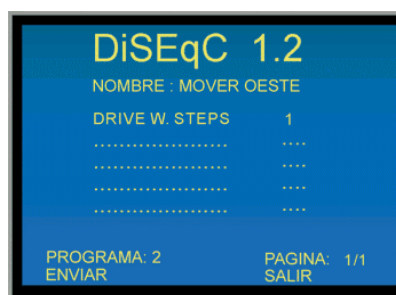 DiSEqC 1.2
NOMBRE : MOVER OESTE
DRIVE W. STEPS 1
..................... ....
..................... ....
..................... ....
..................... ....
PROGRAMA: 2 PAGINA: 1/1
ENVIAR SALIR